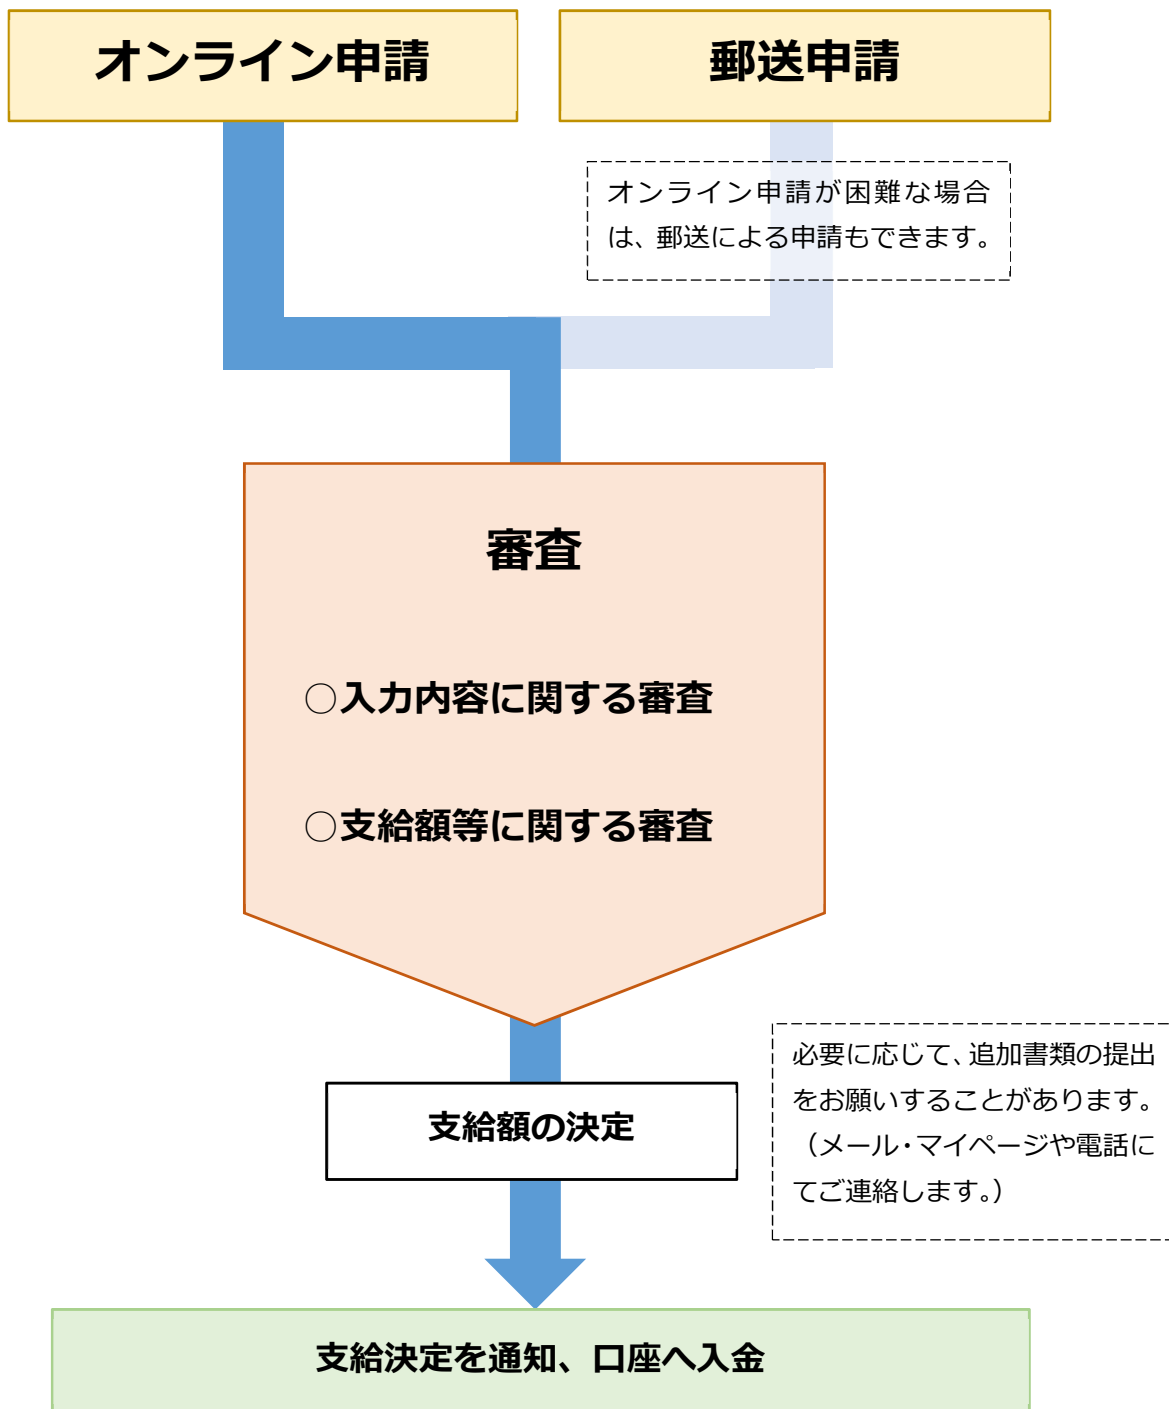 オンライン申請
郵送申請
オンライン申請が困難な場合
は、郵送による申請もできます。
審査
○入力内容に関する審査
○支給額等に関する審査
必要に応じて、追加書類の提出
をお願いすることがあります。
（メール・マイページや電話に
てご連絡します。）
支給額の決定
支給決定を通知、口座へ入金